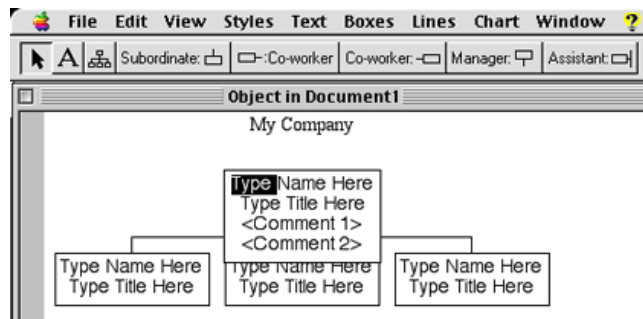 File Edit View Styles Text Boxes Lines Chart Window ?
A Subordinate: :Co-worker Co-worker: Manager: Assistant:
Object in Document1
My Company
Type Name Here
Type Title Here
<Comment 1>
<Comment 2>
Type Name Here Type Name Here Type Name Here
Type Title Here Type Title Here Type Title Here